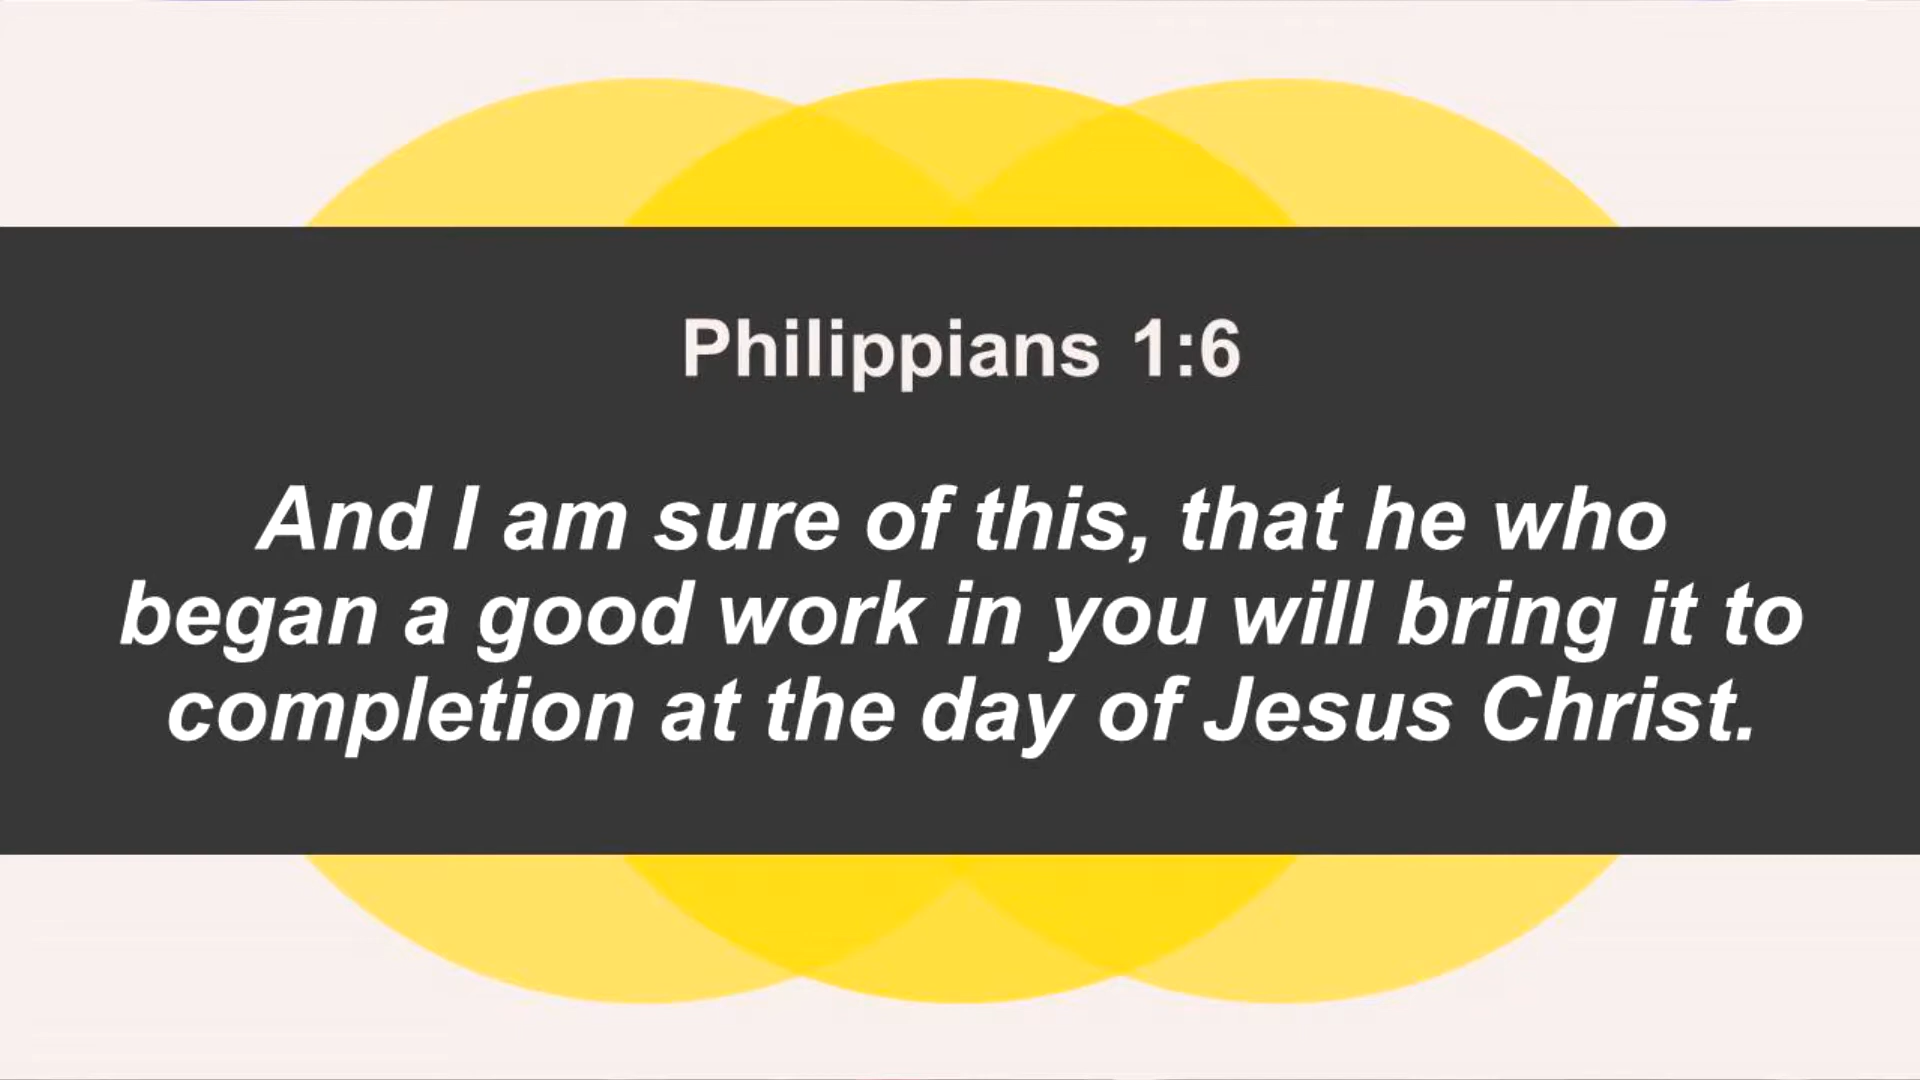 Philippians 1:6
And I am sure of this, that he who
began a good work in you will bring it to
completion at the day of Jesus Christ.